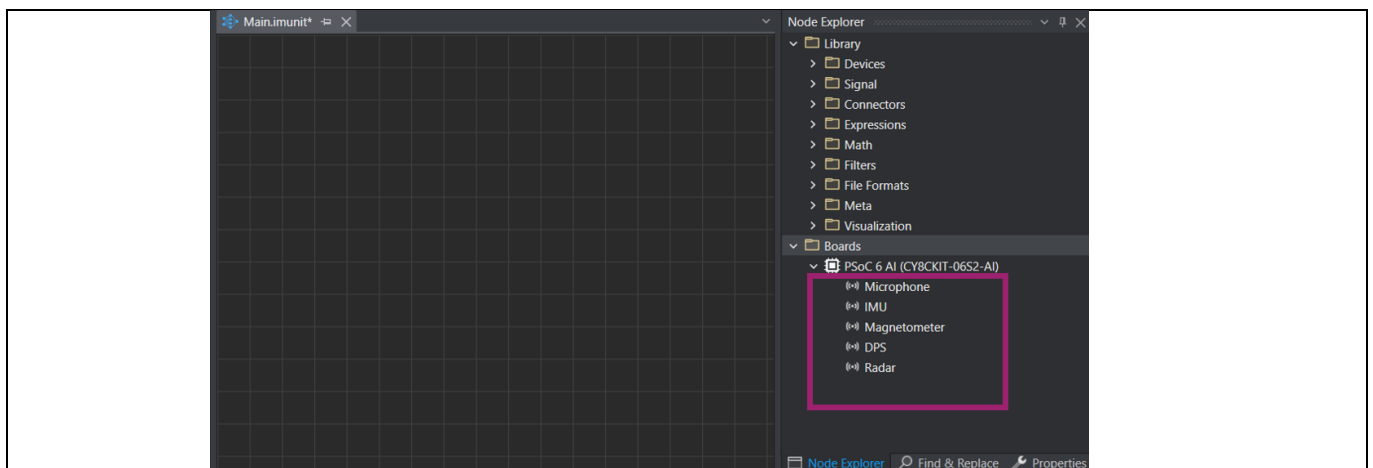 Main.imunit*
Node Explorer
Library
Devices
Signal
Connectors
Expressions
Math
Filters
File Formats
Meta
Visualization
Boards
PSoC 6 AI (CY8CKIT-06S2-AI)
Microphone
IMU
Magnetometer
DPS
Radar
Node Explorer Find & Replace Properties